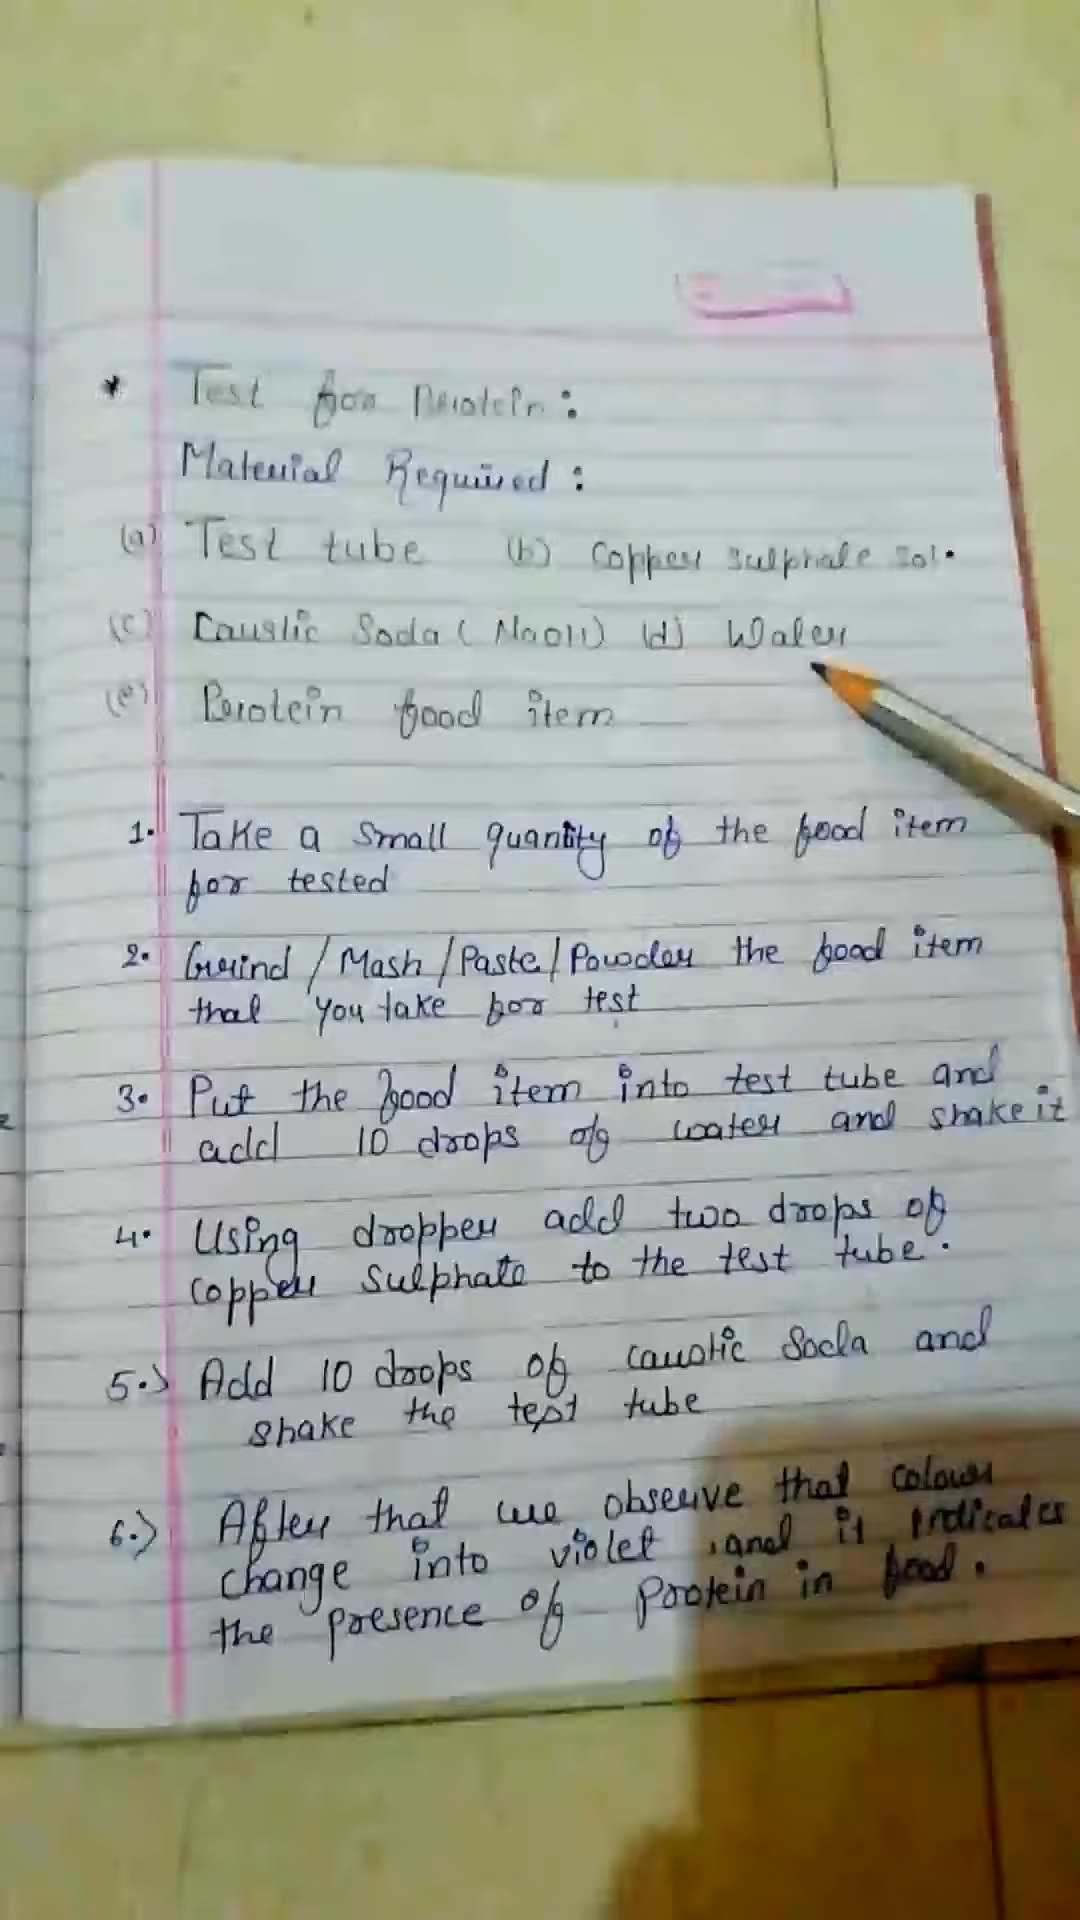 * Test for Protein :
Material Required :
(a) Test tube (b) Copper sulphate sol.
(c) Caustic Soda ( NaOH) (d) Water
(e) Protein food item
1. Take a small quantity of the food item
for tested
2. Grind / Mash / Paste / Powder the food item
that you take for test
3. Put the food item into test tube and
add 10 drops of water and shake it
4. Using dropper add two drops of
copper sulphate to the test tube.
5.) Add 10 drops of caustic Soda and
shake the test tube
6.) After that we observe that colour
change into violet , and it indicates
the presence of protein in food.